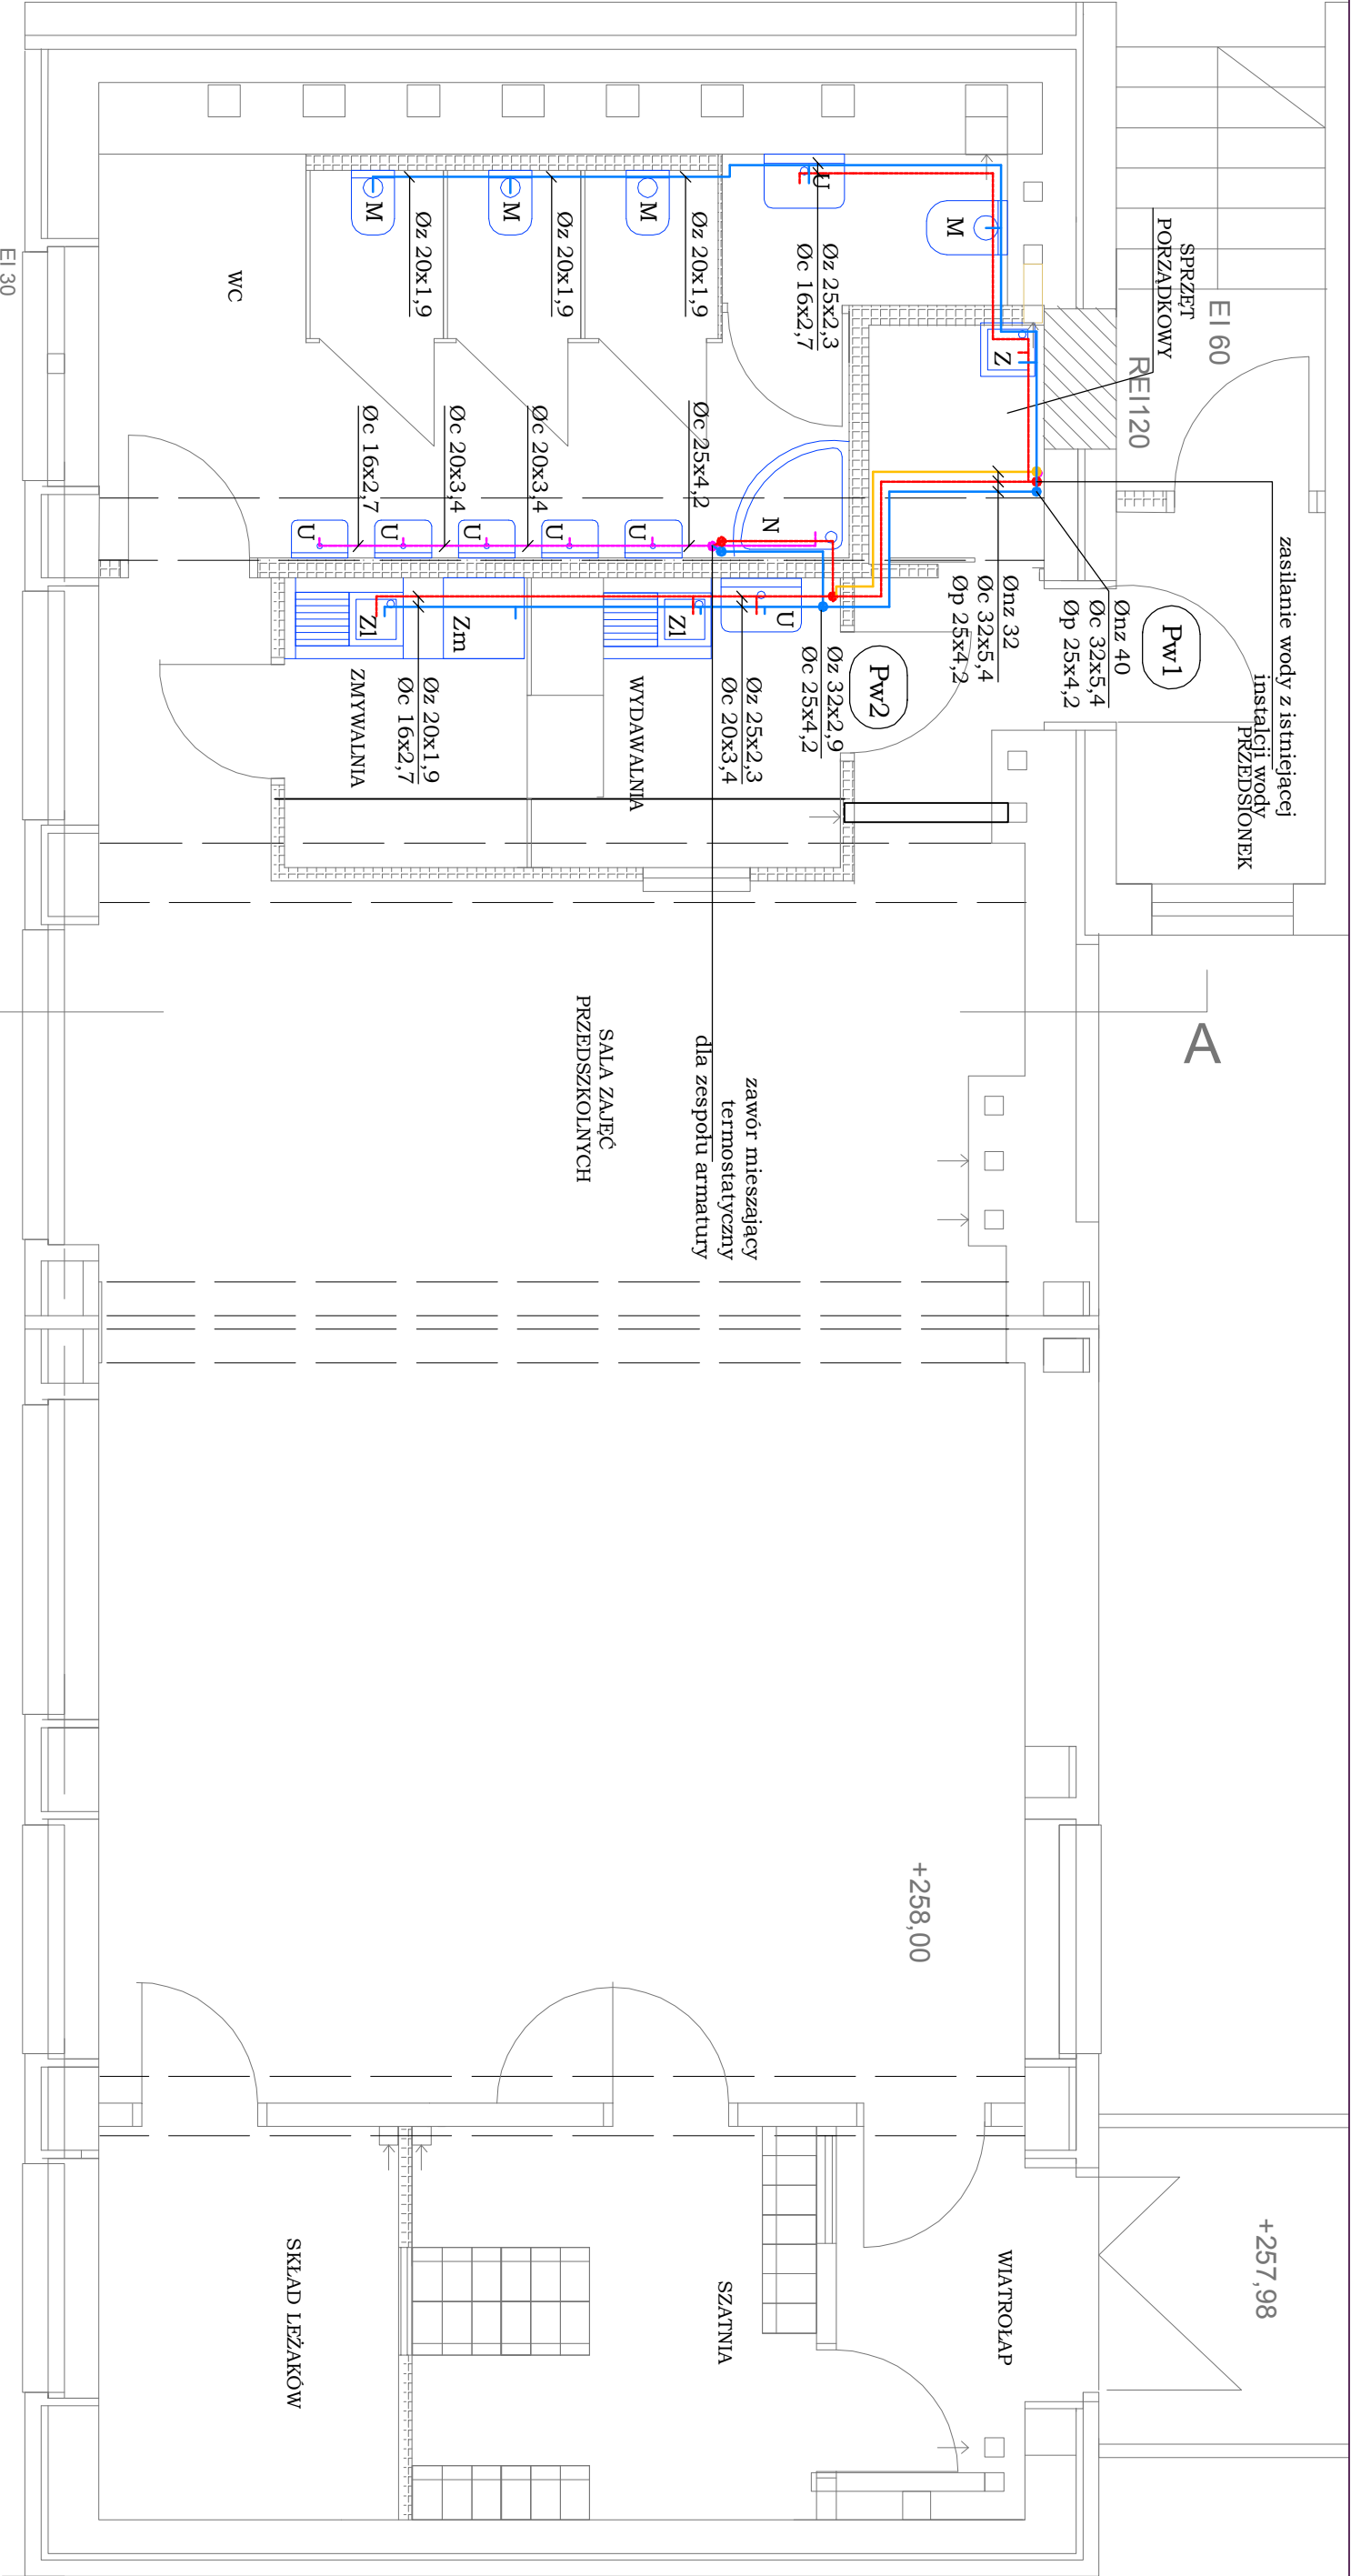 zasilanie wody z istniejącej
instalcji wody
PRZEDSIONEK
SPRZĘT
PORZĄDKOWY
EI 60
REI120
Pw1
Ønz 40
Øc 32x5,4
Øp 25x4,2
Ønz 32
Øc 32x5,4
Øp 25x4,2
Pw2
Øz 32x2,9
Øc 25x4,2
Øz 25x2,3
Øc 20x3,4
Øz 25x2,3
Øc 16x2,7
U
M
Z
N
U
Øz 20x1,9
Øz 20x1,9
Øz 20x1,9
M
M
M
Øc 25x4,2
Øc 20x3,4
Øc 20x3,4
Øc 16x2,7
U
U
U
U
U
Zl
Zm
Zl
WYDAWALNIA
Øz 20x1,9
Øc 16x2,7
ZMYWALNIA
WC
EI 30
A
zawór mieszający
termostatyczny
dla zespołu armatury
SALA ZAJĘĆ
PRZEDSZKOLNYCH
+258,00
+257,98
WIATROŁAP
SZATNIA
SKŁAD LEŻAKÓW